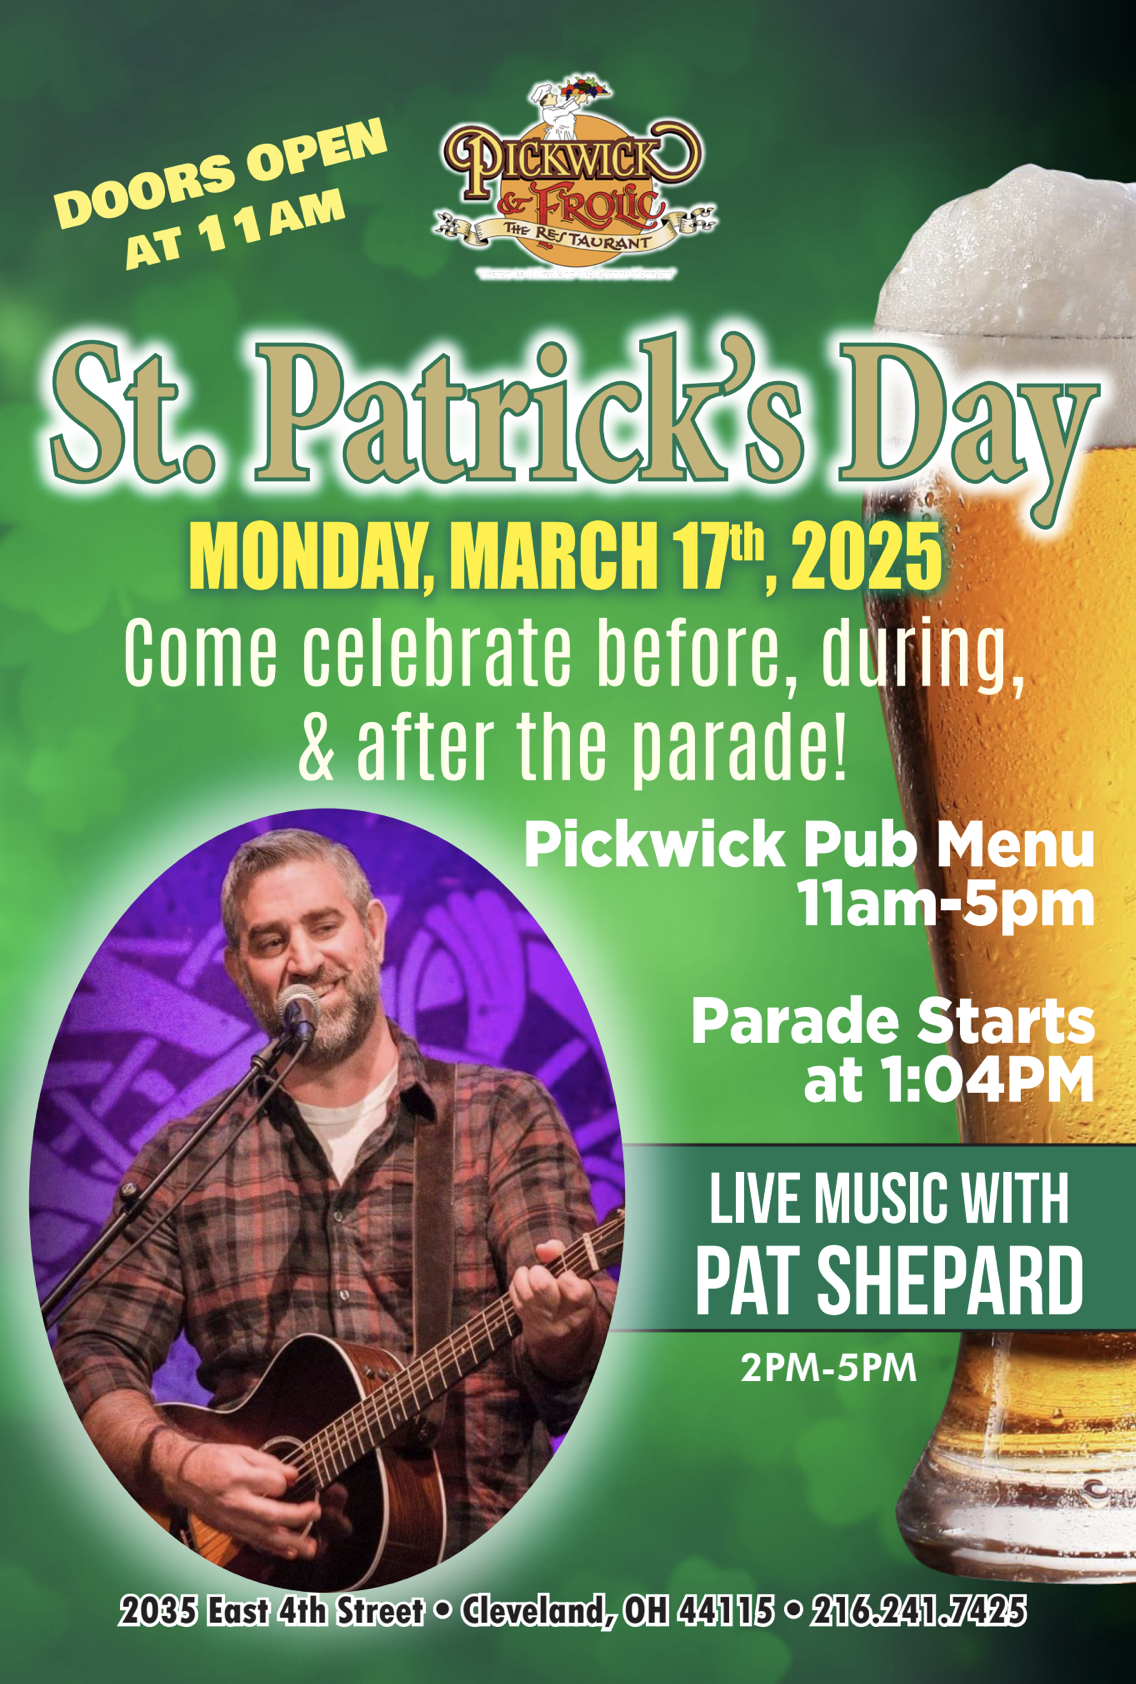 DOORS OPEN
AT 11AM
PICKWICK
& FROLIC
THE RESTAURANT
St. Patrick's Day
MONDAY, MARCH 17th, 2025
Come celebrate before, during,
& after the parade!
Pickwick Pub Menu
11am-5pm
Parade Starts
at 1:04PM
LIVE MUSIC WITH
PAT SHEPARD
2PM-5PM
2035 East 4th Street • Cleveland, OH 44115 • 216.241.7425